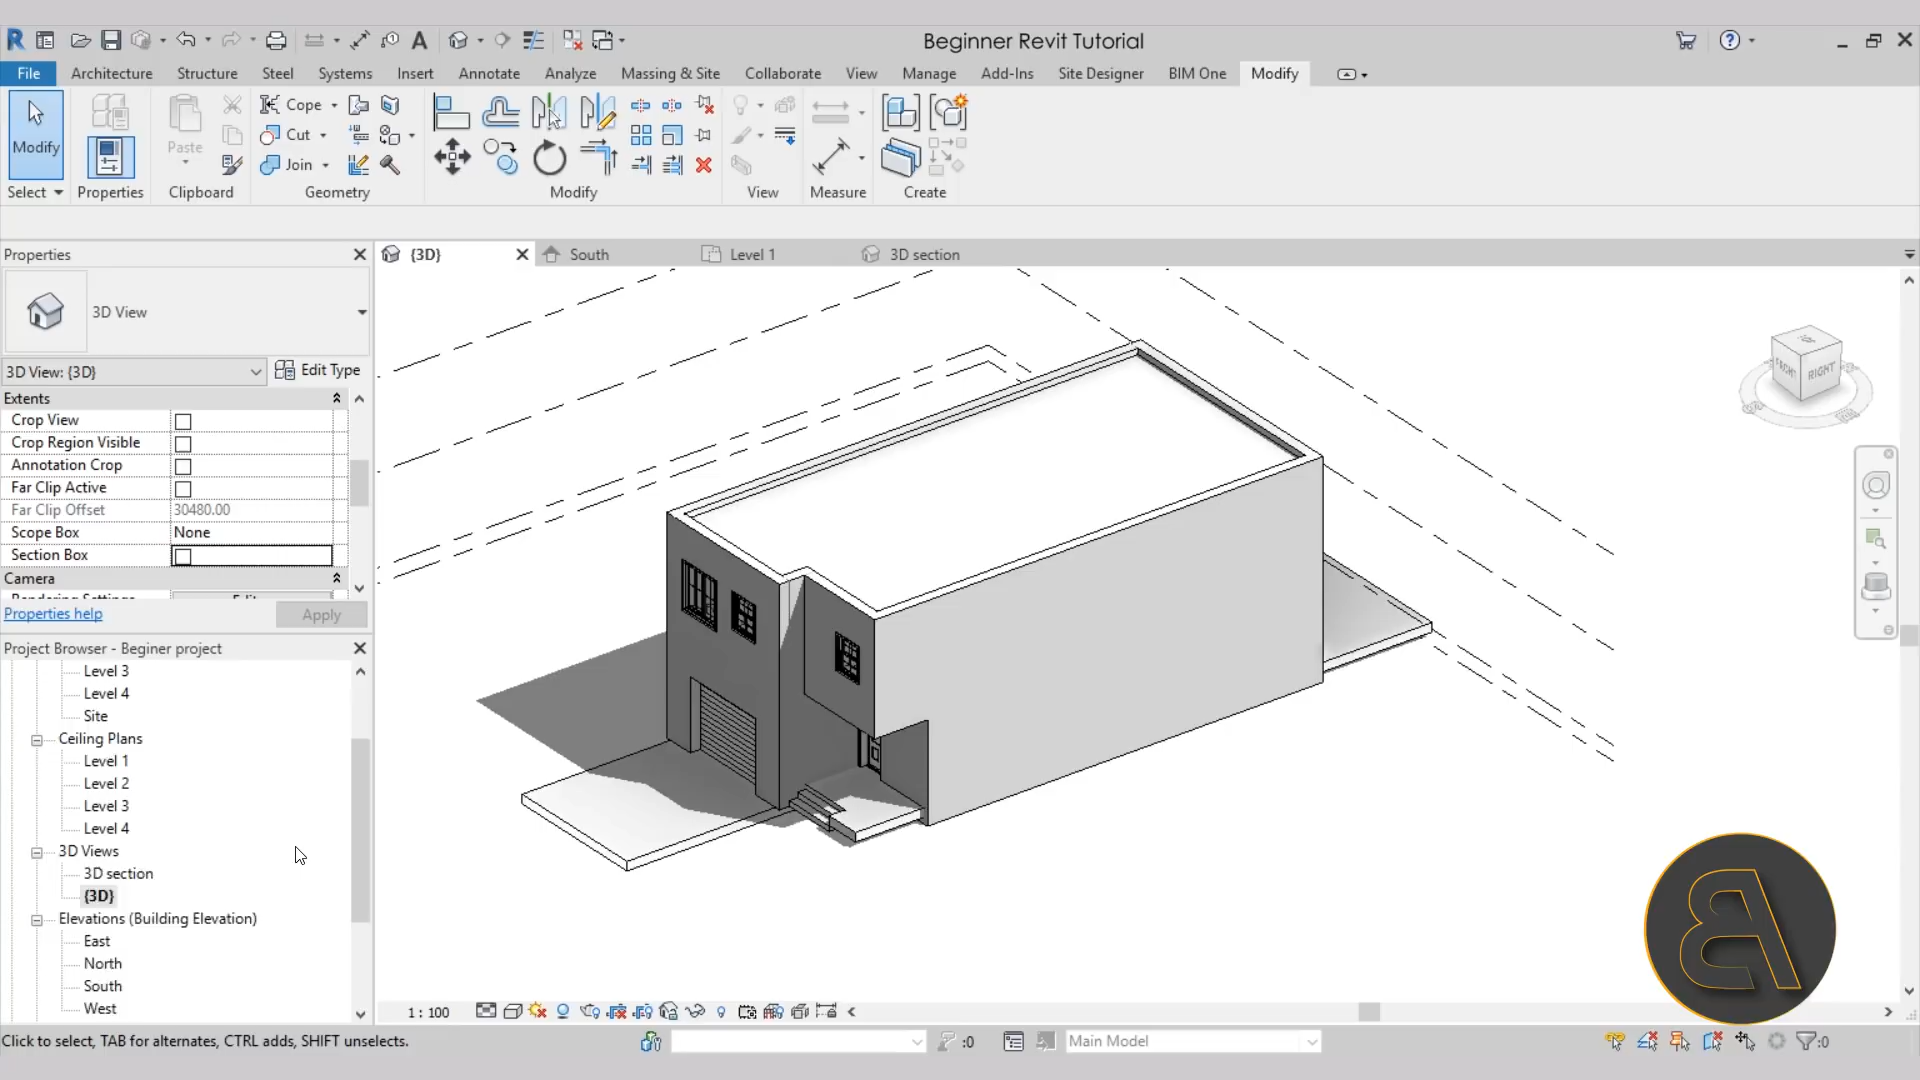 Beginner Revit Tutorial
File Architecture Structure Steel Systems Insert Annotate Analyze Massing & Site Collaborate View Manage Add-Ins Site Designer BIM One Modify
Cope
Modify Paste Cut
Join
Select Properties Clipboard Geometry Modify View Measure Create
Properties {3D} South Level 1 3D section
3D View
3D View: {3D} Edit Type
Extents
Crop View
Crop Region Visible
Annotation Crop
Far Clip Active
Far Clip Offset 30480.00
Scope Box None
Section Box
Camera
Properties help Apply
Project Browser - Beginer project
Level 3
Level 4
Site
Ceiling Plans
Level 1
Level 2
Level 3
Level 4
3D Views
3D section
{3D}
Elevations (Building Elevation)
East
North
South
West
TOP
FRONT RIGHT
1 : 100
Click to select, TAB for alternates, CTRL adds, SHIFT unselects.
:0
Main Model
:0